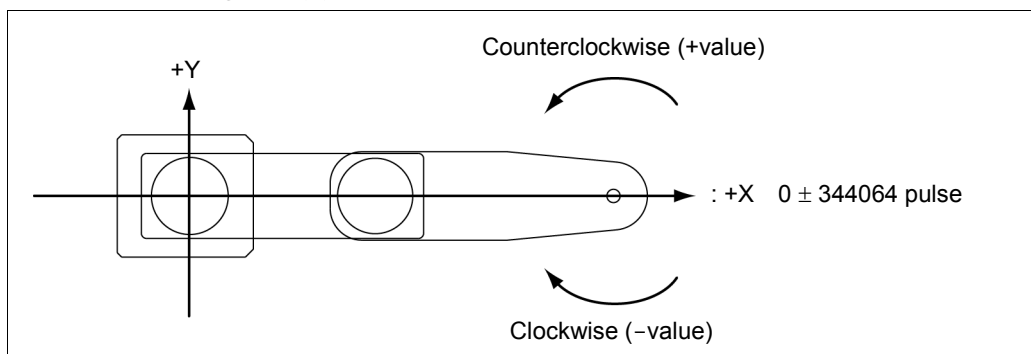 Counterclockwise (+value)
+Y
: +X 0 ± 344064 pulse
Clockwise (−value)